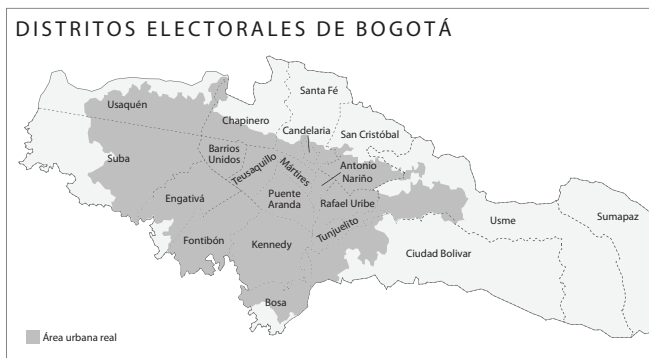 DISTRITOS ELECTORALES DE BOGOTÁ
Santa Fé
Usaquén
Chapinero
Candelaria
San Cristóbal
Barrios
Unidos
Suba
Teusaquillo
Mártires
Antonio
Nariño
Engativá
Puente
Aranda
Rafael Uribe
Usme
Sumapaz
Tunjuelito
Fontibón
Kennedy
Ciudad Bolivar
Bosa
Área urbana real